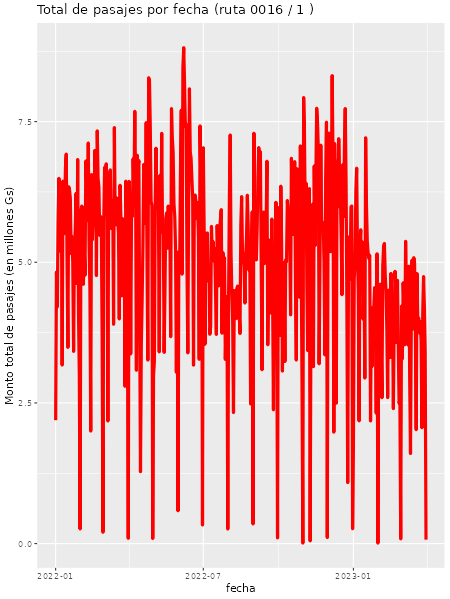 Total de pasajes por fecha (ruta 0016 / 1 )
Monto total de pasajes (en millones Gs)
7.5
5.0
2.5
0.0
2022-01
2022-07
2023-01
fecha